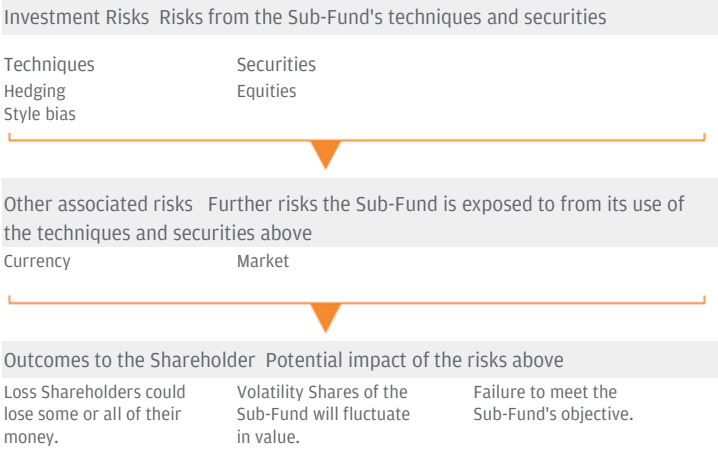 Investment Risks Risks from the Sub-Fund's techniques and securities
Techniques
Hedging
Style bias
Securities
Equities
Other associated risks Further risks the Sub-Fund is exposed to from its use of
the techniques and securities above
Currency
Market
Outcomes to the Shareholder Potential impact of the risks above
Loss Shareholders could
lose some or all of their
money.
Volatility Shares of the
Sub-Fund will fluctuate
in value.
Failure to meet the
Sub-Fund's objective.